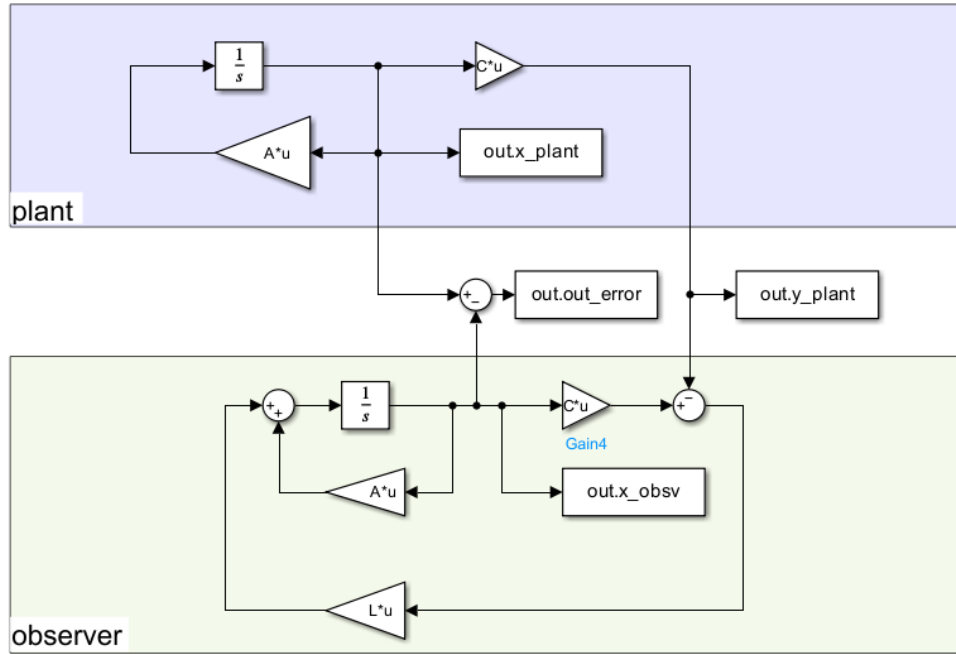 1
s
C*u
A*u
out.x_plant
plant
+
−
out.out_error
out.y_plant
+
+
1
s
C*u
+
−
Gain4
A*u
out.x_obsv
L*u
observer